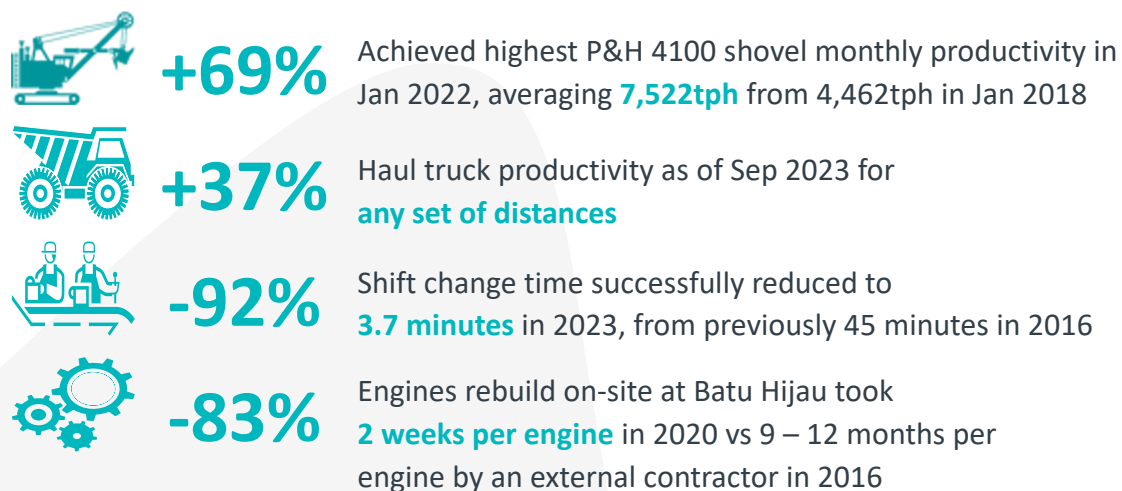 +69%
Achieved highest P&H 4100 shovel monthly productivity in
Jan 2022, averaging 7,522tph from 4,462tph in Jan 2018
+37%
Haul truck productivity as of Sep 2023 for
any set of distances
-92%
Shift change time successfully reduced to
3.7 minutes in 2023, from previously 45 minutes in 2016
-83%
Engines rebuild on-site at Batu Hijau took
2 weeks per engine in 2020 vs 9 – 12 months per
engine by an external contractor in 2016